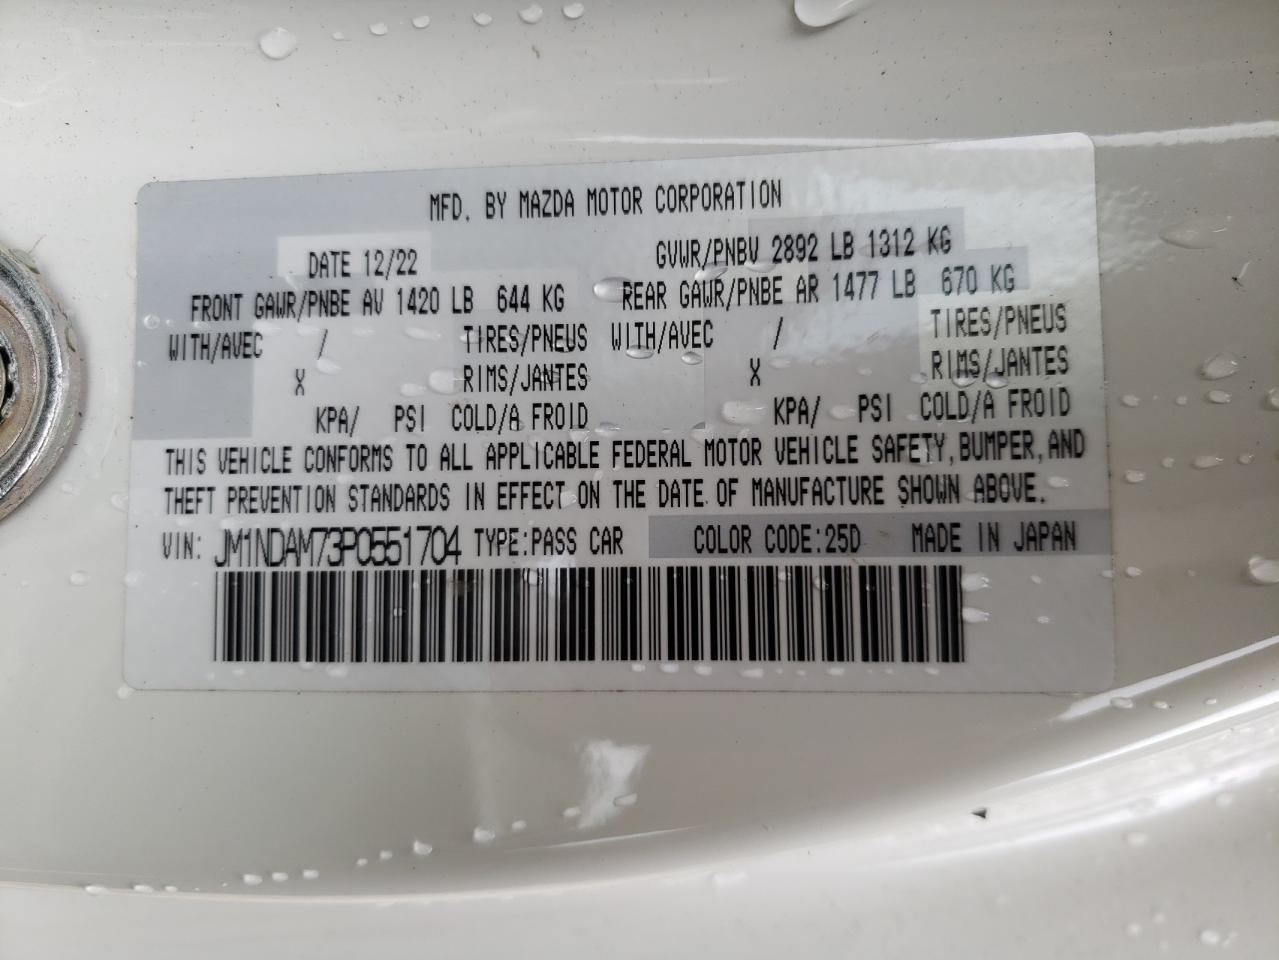 MFD. BY MAZDA MOTOR CORPORATION
DATE 12/22 GVWR/PNBV 2892 LB 1312 KG
FRONT GAWR/PNBE AV 1420 LB 644 KG REAR GAWR/PNBE AR 1477 LB 670 KG
WITH/AVEC / TIRES/PNEUS WITH/AVEC / TIRES/PNEUS
X RIMS/JANTES X RIMS/JANTES
KPA/ PSI COLD/A FROID KPA/ PSI COLD/A FROID
THIS VEHICLE CONFORMS TO ALL APPLICABLE FEDERAL MOTOR VEHICLE SAFETY, BUMPER, AND
THEFT PREVENTION STANDARDS IN EFFECT ON THE DATE OF MANUFACTURE SHOWN ABOVE.
VIN: JM1NDAM73P0551704 TYPE:PASS CAR COLOR CODE:25D MADE IN JAPAN